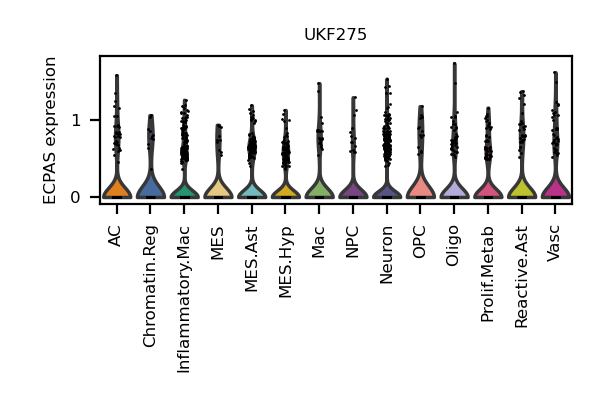 UKF275
ECPAS expression
1
0
AC
Chromatin.Reg
Inflammatory.Mac
MES
MES.Ast
MES.Hyp
Mac
NPC
Neuron
OPC
Oligo
Prolif.Metab
Reactive.Ast
Vasc